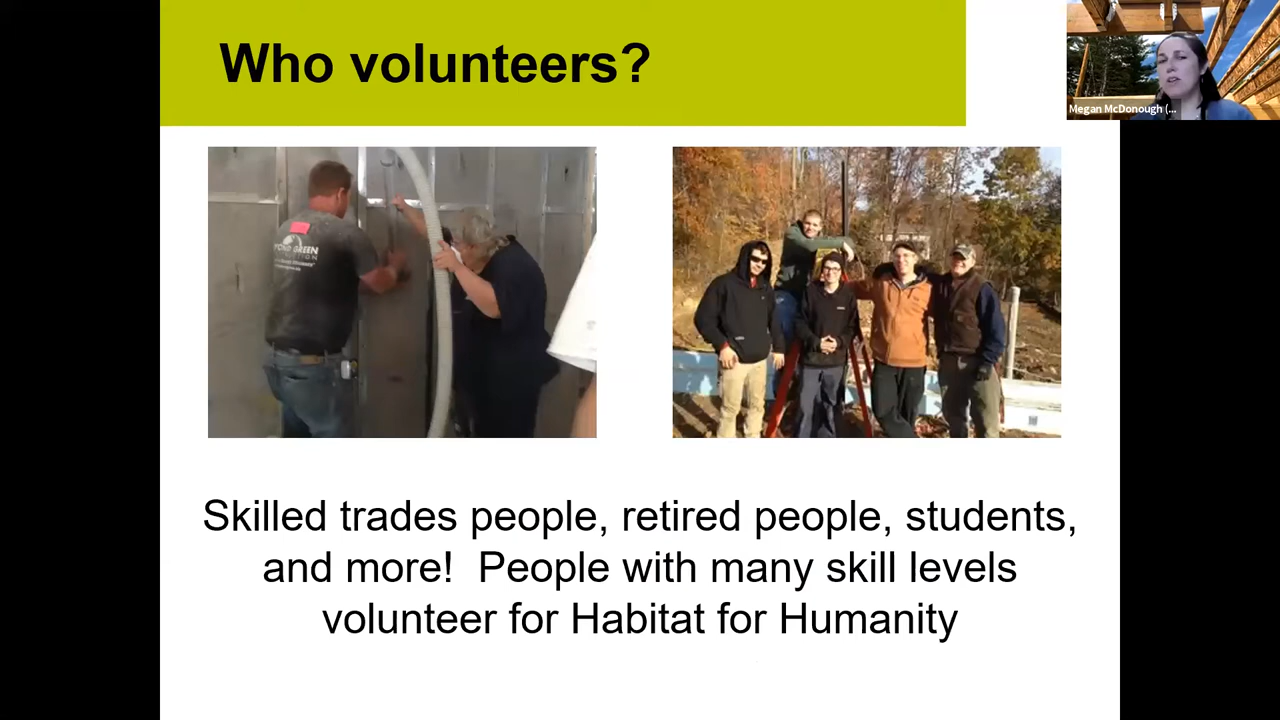 Who volunteers?
Megan McDonough (...
GREEN
Skilled trades people, retired people, students,
and more!  People with many skill levels
volunteer for Habitat for Humanity